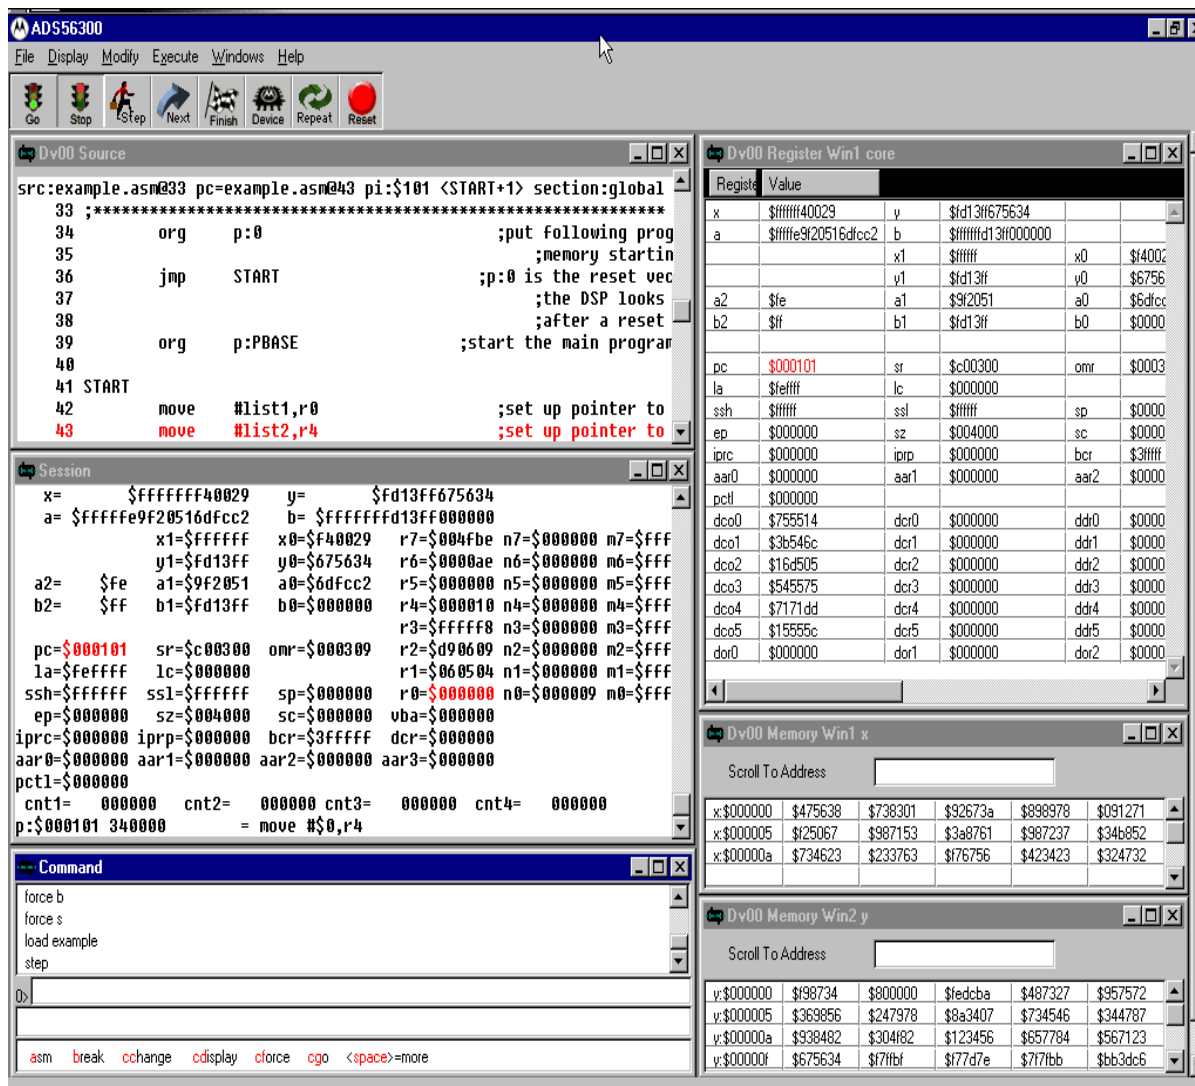 ADS56300
File Display Modify Execute Windows Help
Go Stop Step Next Finish Device Repeat Reset
Dv00 Source
src:example.asm@33 pc=example.asm@43 pi:$101 <START+1> section:global
33 ;*************************************************************
34 org p:0 ;put following prog
35 ;memory startin
36 jmp START ;p:0 is the reset vec
37 ;the DSP looks
38 ;after a reset
39 org p:PBASE ;start the main program
40
41 START
42 move #list1,r0 ;set up pointer to
43 move #list2,r4 ;set up pointer to
Session
x= $fffffff40029 y= $fd13ff675634
a= $fffffe9f20516dfcc2 b= $fffffffd13ff000000
x1=$ffffff x0=$f40029 r7=$004fbe n7=$000000 m7=$fff
y1=$fd13ff y0=$675634 r6=$0000ae n6=$000000 m6=$fff
a2= $fe a1=$9f2051 a0=$6dfcc2 r5=$000000 n5=$000000 m5=$fff
b2= $ff b1=$fd13ff b0=$000000 r4=$000010 n4=$000000 m4=$fff
r3=$fffff8 n3=$000000 m3=$fff
pc=$000101 sr=$c00300 omr=$000309 r2=$d90609 n2=$000000 m2=$fff
la=$feffff lc=$000000 r1=$060504 n1=$000000 m1=$fff
ssh=$ffffff ssl=$ffffff sp=$000000 r0=$000000 n0=$000009 m0=$fff
ep=$000000 sz=$004000 sc=$000000 vba=$000000
iprc=$000000 iprp=$000000 bcr=$3fffff dcr=$000000
aar0=$000000 aar1=$000000 aar2=$000000 aar3=$000000
pctl=$000000
cnt1= 000000 cnt2= 000000 cnt3= 000000 cnt4= 000000
p:$000101 340000 = move #$0,r4
Command
force b
force s
load example
step
0>
asm break cchange cdisplay cforce cgo <space>=more
Dv00 Register Win1 core
Registe Value
x $fffffff40029 y $fd13ff675634
a $fffffe9f20516dfcc2 b $fffffffd13ff000000
x1 $ffffff x0 $f4002
y1 $fd13ff y0 $6756
a2 $fe a1 $9f2051 a0 $6dfcc
b2 $ff b1 $fd13ff b0 $0000
pc $000101 sr $c00300 omr $0003
la $feffff lc $000000
ssh $ffffff ssl $ffffff sp $0000
ep $000000 sz $004000 sc $0000
iprc $000000 iprp $000000 bcr $3fffff
aar0 $000000 aar1 $000000 aar2 $0000
pctl $000000
dco0 $755514 dcr0 $000000 ddr0 $0000
dco1 $3b546c dcr1 $000000 ddr1 $0000
dco2 $16d505 dcr2 $000000 ddr2 $0000
dco3 $545575 dcr3 $000000 ddr3 $0000
dco4 $7171dd dcr4 $000000 ddr4 $0000
dco5 $15555c dcr5 $000000 ddr5 $0000
dor0 $000000 dor1 $000000 dor2 $0000
Dv00 Memory Win1 x
Scroll To Address
x:$000000 $475638 $738301 $92673a $898978 $091271
x:$000005 $f25067 $987153 $3a8761 $987237 $34b852
x:$00000a $734623 $233763 $f76756 $423423 $324732
Dv00 Memory Win2 y
Scroll To Address
y:$000000 $f98734 $800000 $fedcba $487327 $957572
y:$000005 $369856 $247978 $8a3407 $734546 $344787
y:$00000a $938482 $304f82 $123456 $657784 $567123
y:$00000f $675634 $f7ffbf $f77d7e $7f7fbb $bb3dc6